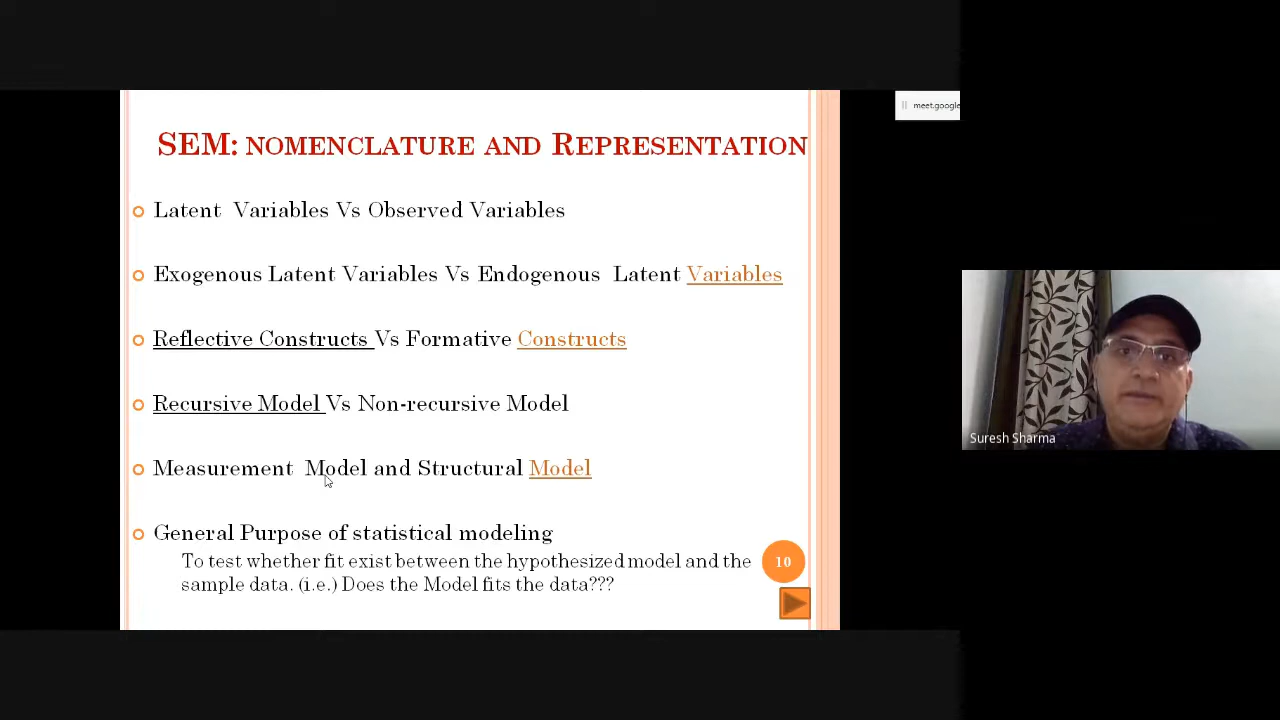 SEM: NOMENCLATURE AND REPRESENTATION
meet.google
Latent Variables Vs Observed Variables
Exogenous Latent Variables Vs Endogenous Latent Variables
Reflective Constructs Vs Formative Constructs
Recursive Model Vs Non-recursive Model
Measurement Model and Structural Model
General Purpose of statistical modeling
To test whether fit exist between the hypothesized model and the
sample data. (i.e.) Does the Model fits the data???
10
Suresh Sharma